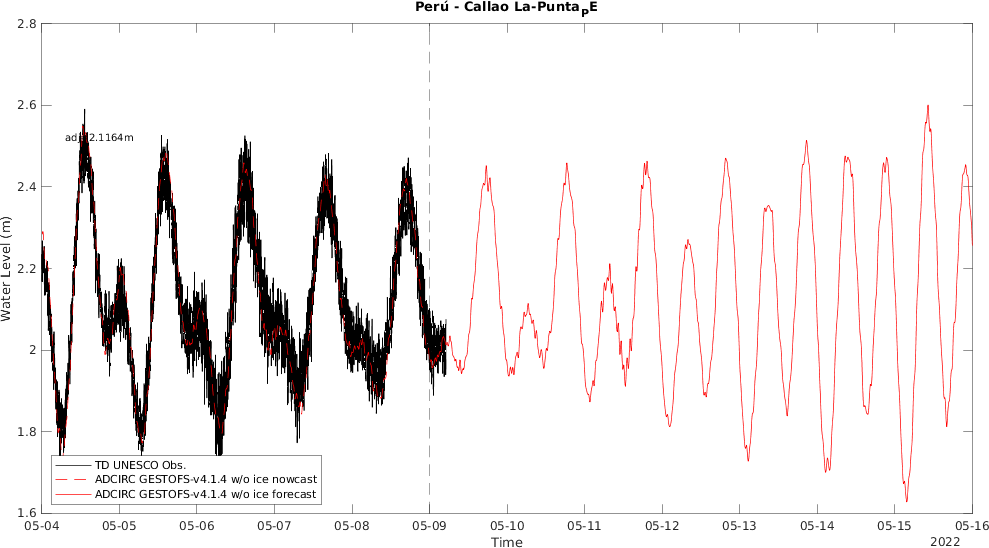 Perú - Callao La-PuntaPE
2.8
2.6
2.4
2.2
2
1.8
1.6
Water Level (m)
2.1164m
TD UNESCO Obs.
ADCIRC GESTOFS-v4.1.4 w/o ice nowcast
ADCIRC GESTOFS-v4.1.4 w/o ice forecast
05-04 05-05 05-06 05-07 05-08 05-09 05-10 05-11 05-12 05-13 05-14 05-15 05-16
Time
2022